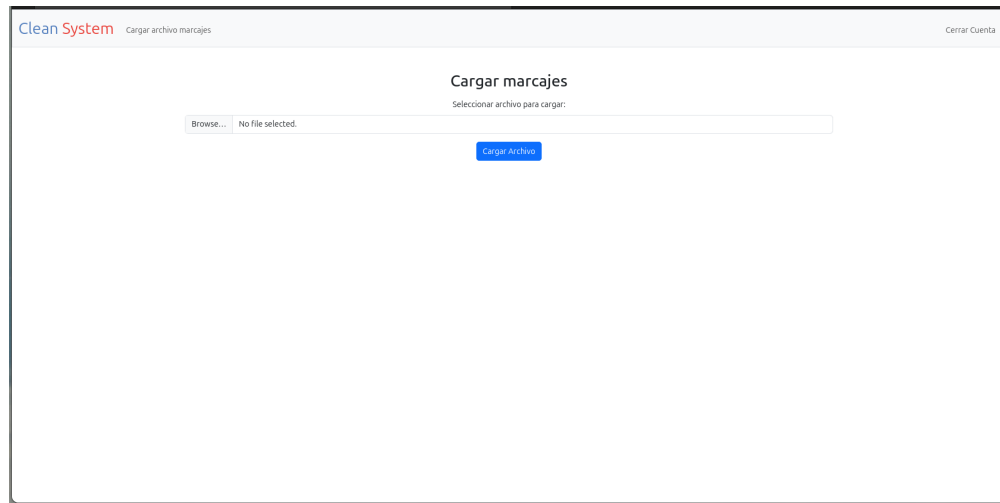 Clean System Cargar archivo marcajes Cerrar Cuenta
Cargar marcajes
Seleccionar archivo para cargar:
Browse... No file selected.
Cargar Archivo